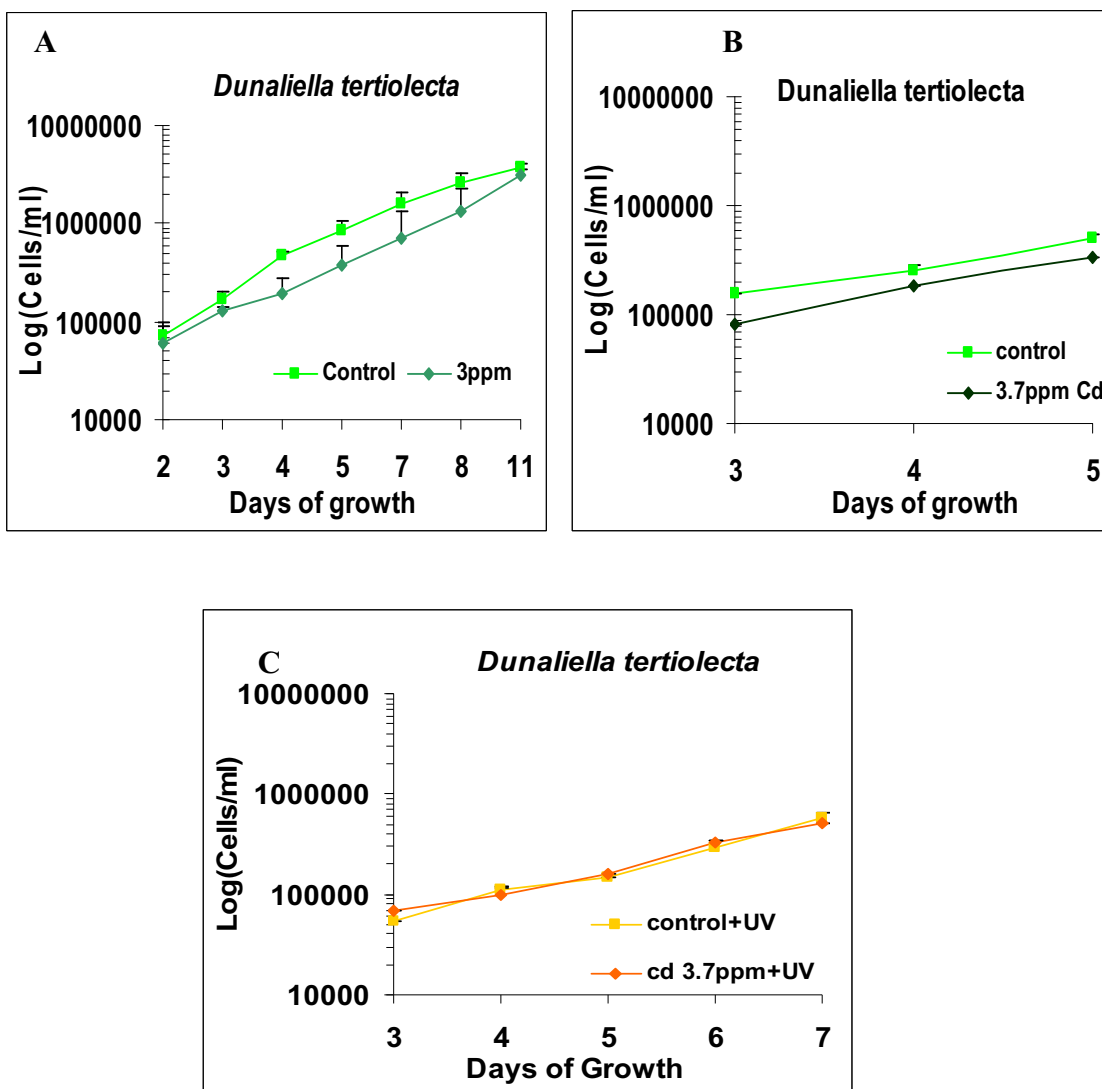 A
Dunaliella tertiolecta
10000000
1000000
100000
10000
Log(Cells/ml)
Control 3ppm
2 3 4 5 7 8 11
Days of growth
B
Dunaliella tertiolecta
10000000
1000000
100000
10000
Log(Cells/ml)
control
3.7ppm Cd
3 4 5
Days of growth
C
Dunaliella tertiolecta
10000000
1000000
100000
10000
Log(Cells/ml)
control+UV
cd 3.7ppm+UV
3 4 5 6 7
Days of Growth